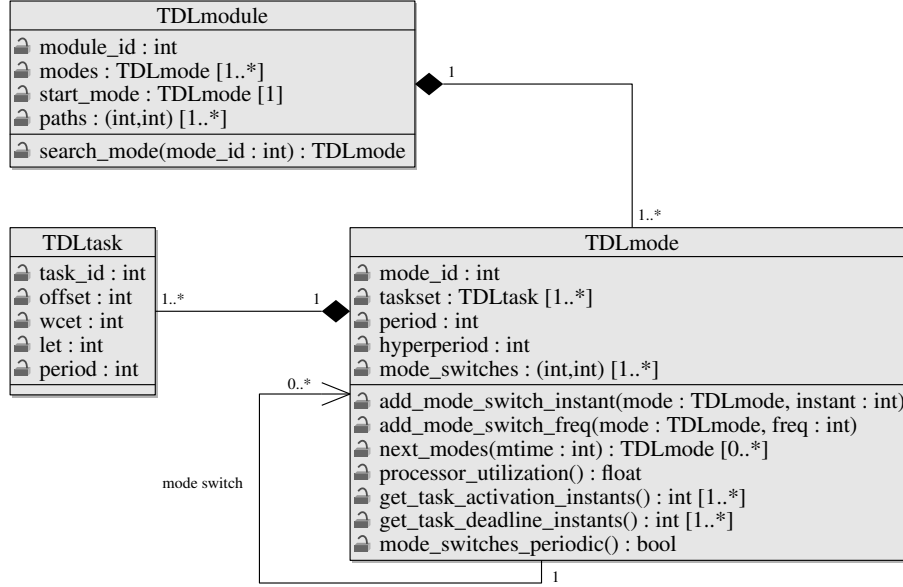 TDLmodule
module_id : int
modes : TDLmode [1..*]
start_mode : TDLmode [1]
paths : (int,int) [1..*]
search_mode(mode_id : int) : TDLmode
1
1..*
TDLtask
task_id : int
offset : int
wcet : int
let : int
period : int
1..*
1
TDLmode
mode_id : int
taskset : TDLtask [1..*]
period : int
hyperperiod : int
mode_switches : (int,int) [1..*]
add_mode_switch_instant(mode : TDLmode, instant : int)
add_mode_switch_freq(mode : TDLmode, freq : int)
next_modes(mtime : int) : TDLmode [0..*]
processor_utilization() : float
get_task_activation_instants() : int [1..*]
get_task_deadline_instants() : int [1..*]
mode_switches_periodic() : bool
0..*
mode switch
1